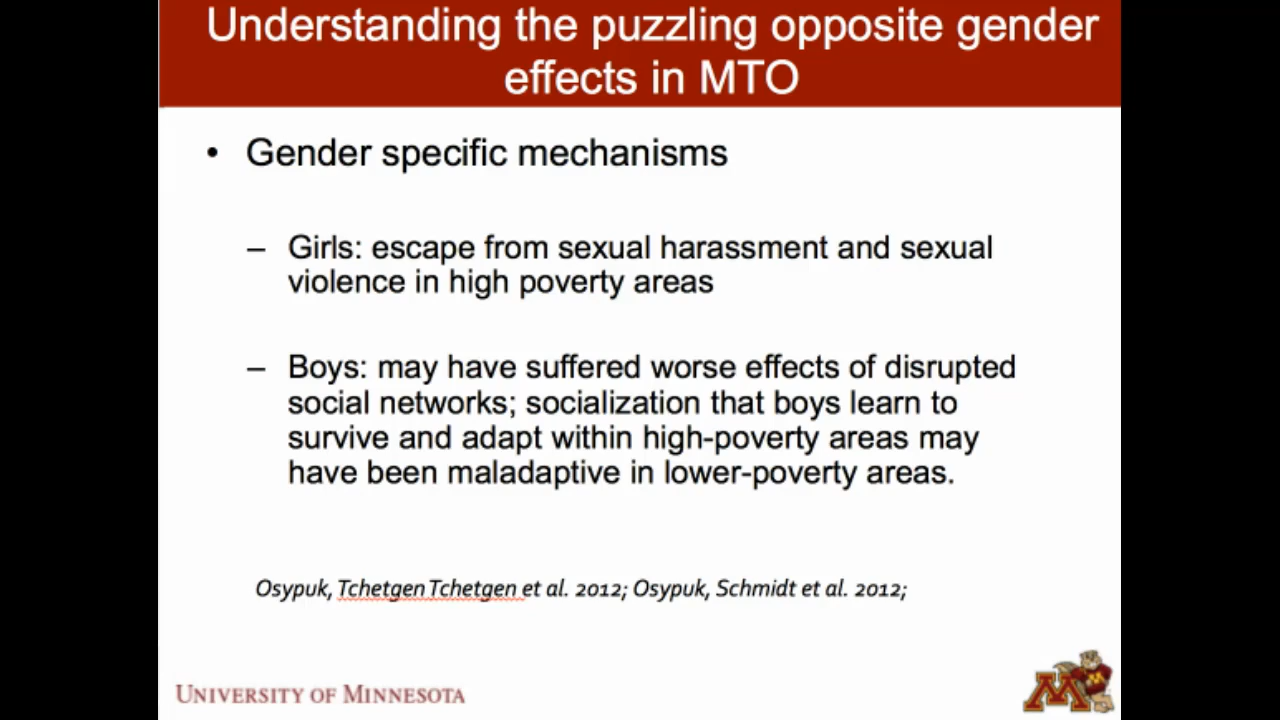 Understanding the puzzling opposite gender
effects in MTO
• Gender specific mechanisms
– Girls: escape from sexual harassment and sexual
violence in high poverty areas
– Boys: may have suffered worse effects of disrupted
social networks; socialization that boys learn to
survive and adapt within high-poverty areas may
have been maladaptive in lower-poverty areas.
Osypuk, Tchetgen Tchetgen et al. 2012; Osypuk, Schmidt et al. 2012;
UNIVERSITY OF MINNESOTA
M